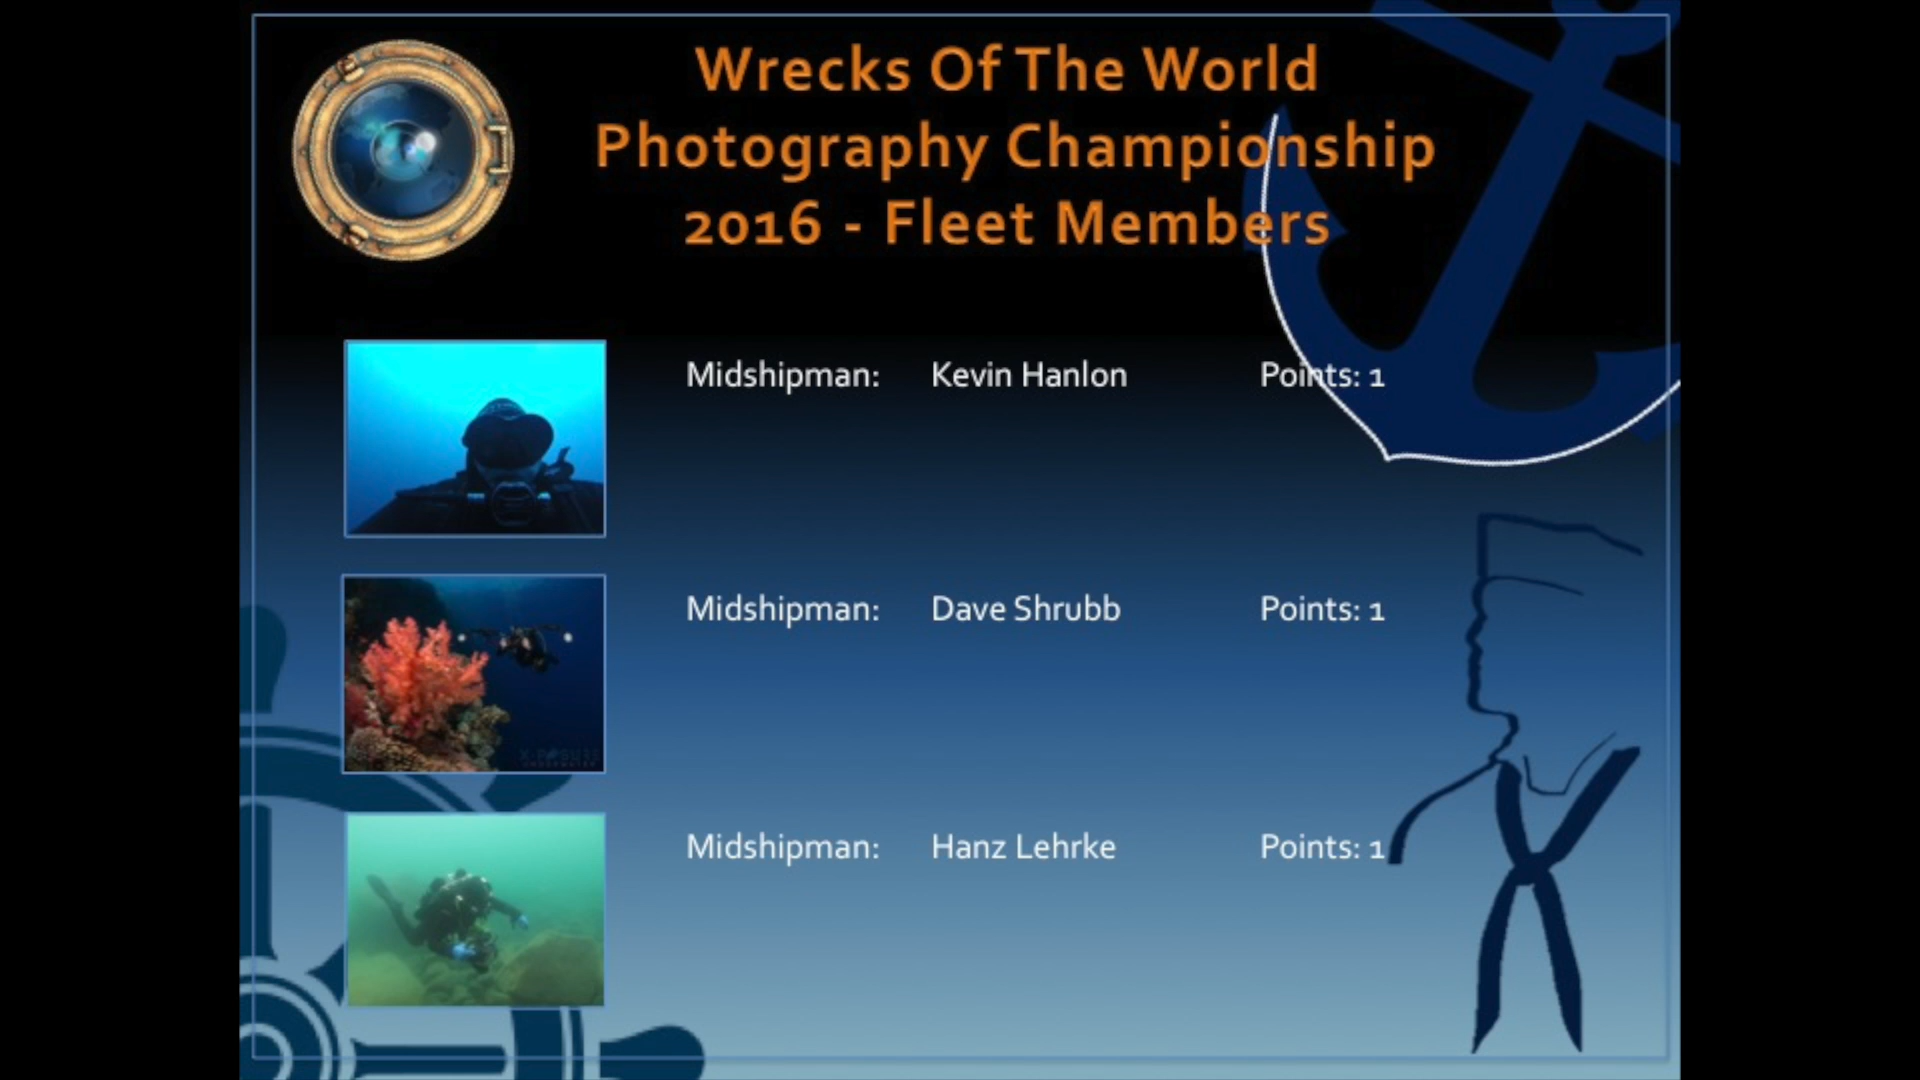 Wrecks Of The World
Photography Championship
2016 - Fleet Members
Midshipman: Kevin Hanlon Points: 1
Midshipman: Dave Shrubb Points: 1
Midshipman: Hanz Lehrke Points: 1